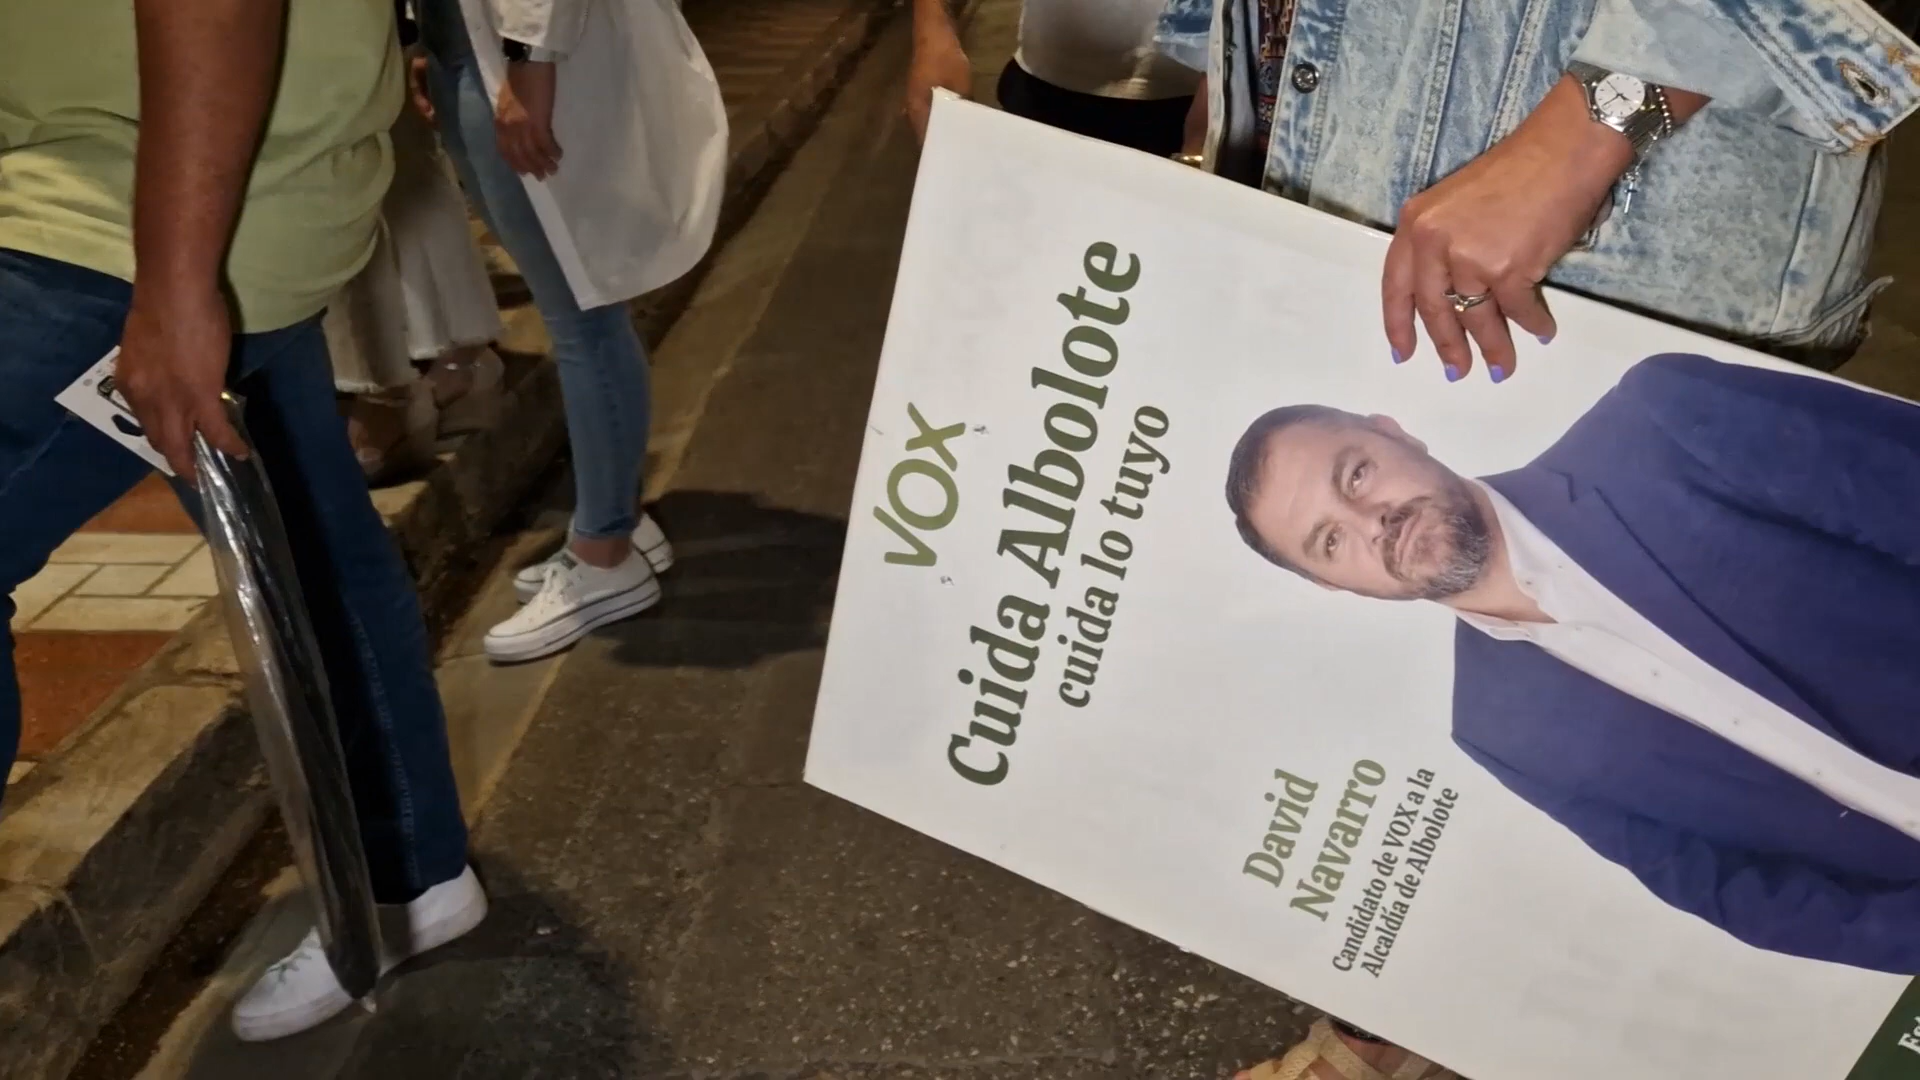 VOX
Cuida Albolote
cuida lo tuyo
David
Navarro
Candidato de VOX a la
Alcaldía de Albolote